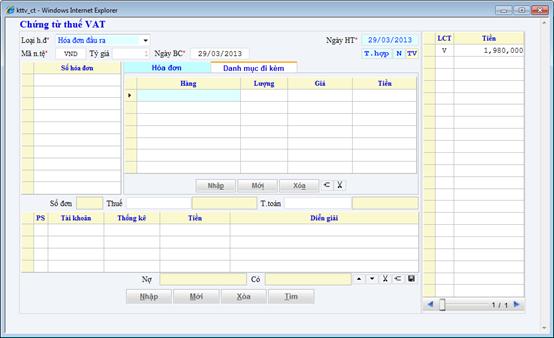 kttv_ct - Windows Internet Explorer
Chứng từ thuế VAT
Loại h.đ* Hóa đơn đầu ra Ngày HT* 29/03/2013
Mã n.tệ* VND Tỷ giá 1 Ngày BC* 29/03/2013 T.hợp N TV
LCT Tiền
V 1,980,000
Số hóa đơn
Hóa đơn Danh mục đi kèm
Hàng Lượng Giá Tiền
Nhập Mới Xóa
Số đơn Thuế T.toán
PS Tài khoản Thống kê Tiền Diễn giải
Nợ Có
Nhập Mới Xóa Tìm
1 / 1